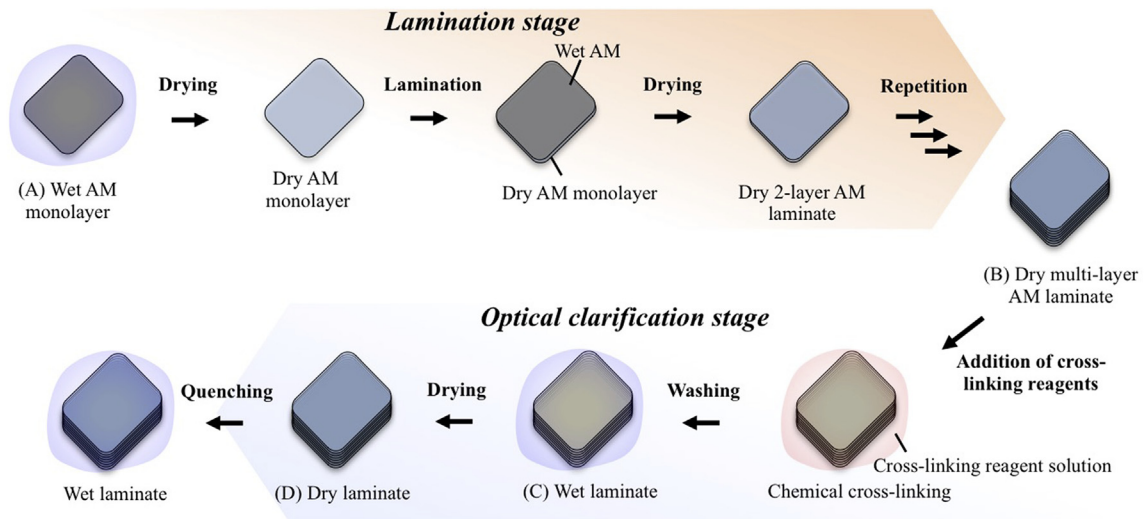 Lamination stage
Wet AM
Drying
Lamination
Drying
Repetition
(A) Wet AM
monolayer
Dry AM
monolayer
Dry AM monolayer
Dry 2-layer AM
laminate
(B) Dry multi-layer
AM laminate
Optical clarification stage
Addition of cross-
linking reagents
Washing
Drying
Quenching
Cross-linking reagent solution
Chemical cross-linking
(C) Wet laminate
(D) Dry laminate
Wet laminate